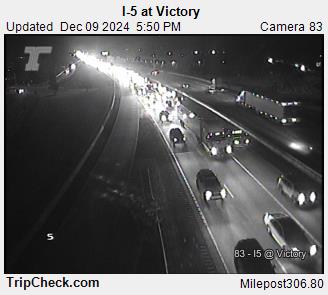 I-5 at Victory
Updated Dec 09 2024 5:50 PM Camera 83
T
S
83 - I5 @ Victory
TripCheck.com Milepost306.80